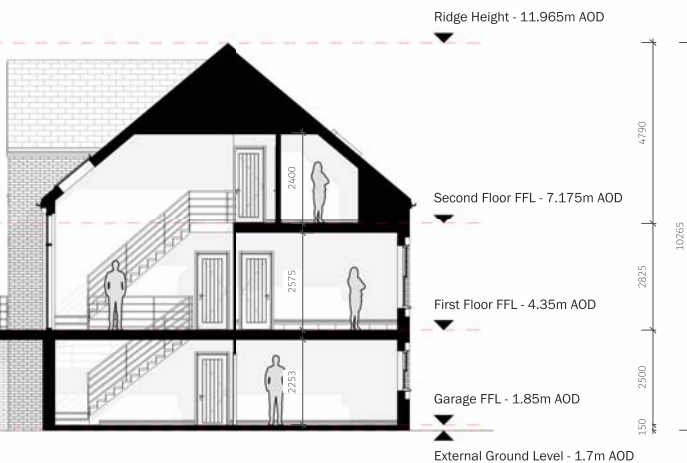 Ridge Height - 11.965m AOD
4790
2400
Second Floor FFL - 7.175m AOD
10265
2825
2575
First Floor FFL - 4.35m AOD
2500
2253
Garage FFL - 1.85m AOD
150
External Ground Level - 1.7m AOD